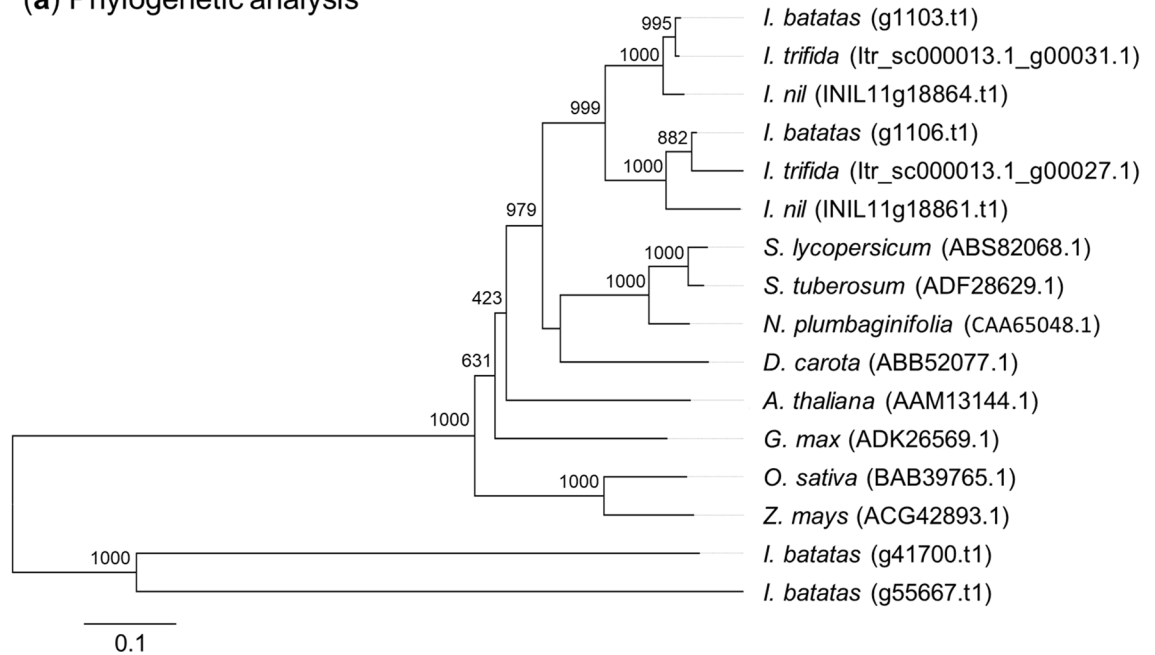 (a) Phylogenetic analysis
995
I. batatas (g1103.t1)
1000
I. trifida (Itr_sc000013.1_g00031.1)
I. nil (INIL11g18864.t1)
999
882
I. batatas (g1106.t1)
1000
I. trifida (Itr_sc000013.1_g00027.1)
I. nil (INIL11g18861.t1)
979
1000
S. lycopersicum (ABS82068.1)
1000
S. tuberosum (ADF28629.1)
423
N. plumbaginifolia (CAA65048.1)
631
D. carota (ABB52077.1)
A. thaliana (AAM13144.1)
1000
G. max (ADK26569.1)
1000
O. sativa (BAB39765.1)
Z. mays (ACG42893.1)
1000
I. batatas (g41700.t1)
I. batatas (g55667.t1)
0.1